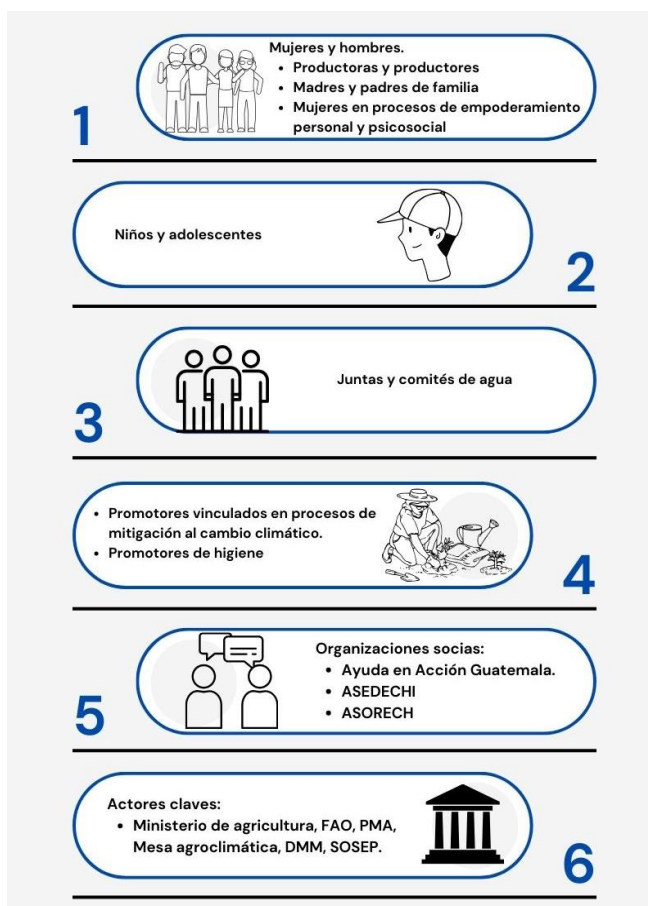 1
Mujeres y hombres.
• Productoras y productores
• Madres y padres de familia
• Mujeres en procesos de empoderamiento
personal y psicosocial
Niños y adolescentes
2
3
Juntas y comités de agua
• Promotores vinculados en procesos de
mitigación al cambio climático.
• Promotores de higiene
4
5
Organizaciones socias:
• Ayuda en Acción Guatemala.
• ASEDECHI
• ASORECH
Actores claves:
• Ministerio de agricultura, FAO, PMA,
Mesa agroclimática, DMM, SOSEP.
6